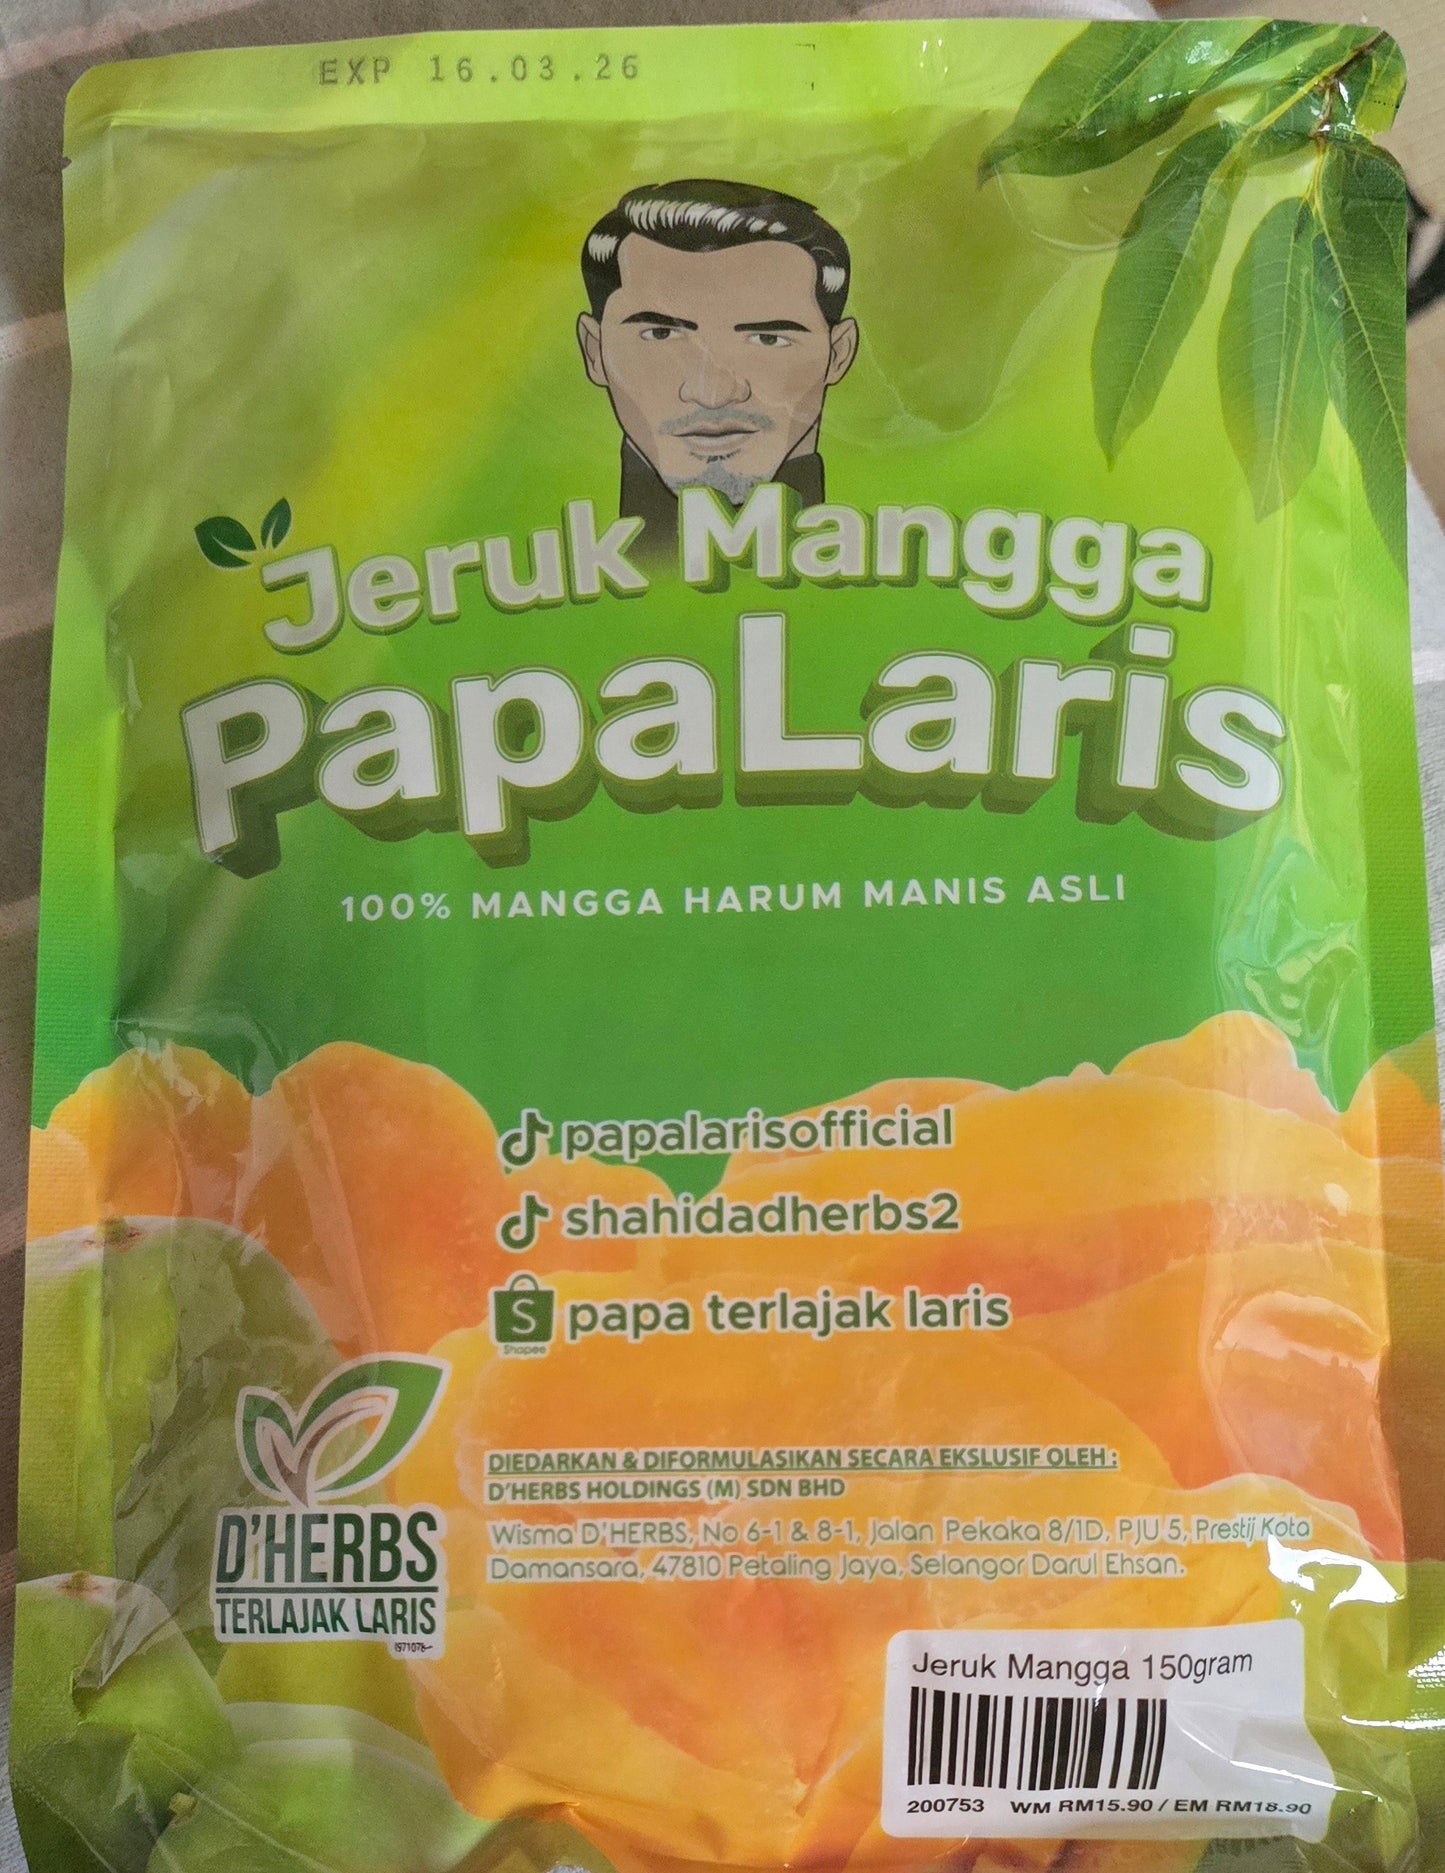 EXP 16.03.26
Jeruk Mangga
PapaLaris
100% MANGGA HARUM MANIS ASLI
papalarisofficial
shahidadherbs2
S papa terlajak laris
Shopee
DIEDARKAN & DIFORMULASIKAN SECARA EKSLUSIF OLEH :
D'HERBS HOLDINGS (M) SDN BHD
Wisma D'HERBS, No 6-1 & 8-1, Jalan Pekaka 8/1D, PJU 5, Prestij Kota
Damansara, 47810 Petaling Jaya, Selangor Darul Ehsan.
D'HERBS
TERLAJAK LARIS
Jeruk Mangga 150gram
200753 WM RM15.90 / EM RM18.90